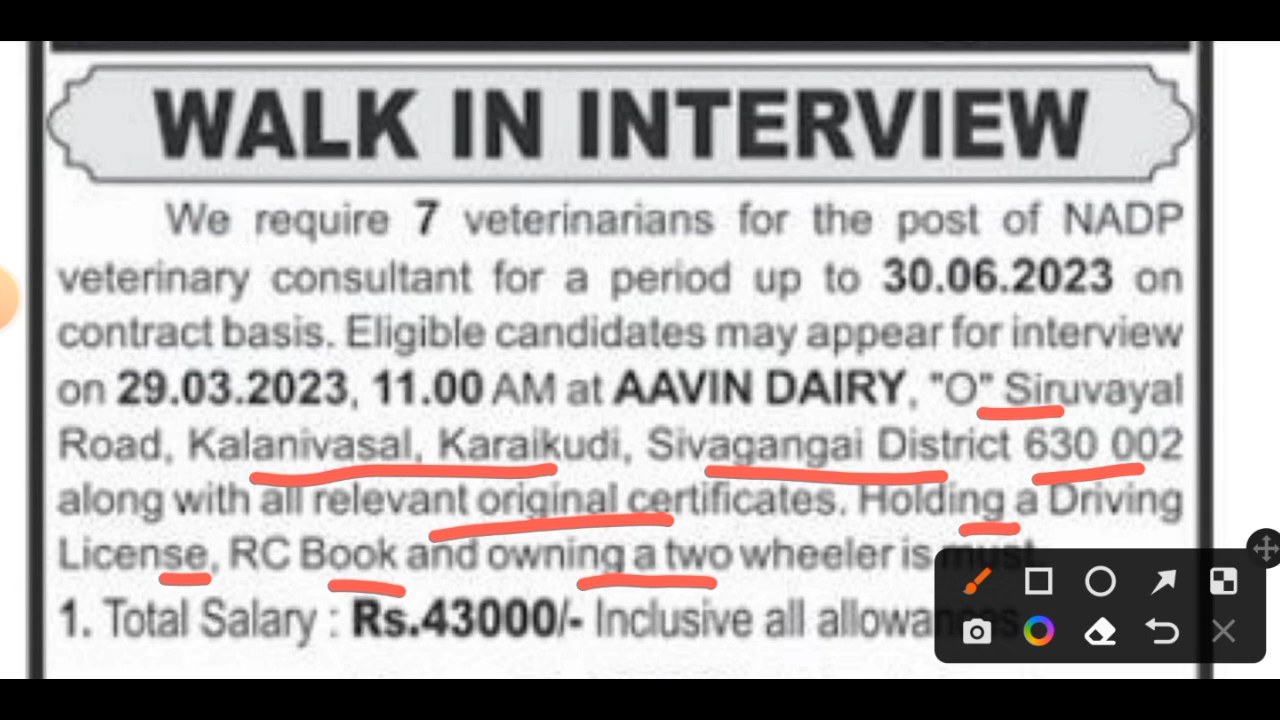 WALK IN INTERVIEW
We require 7 veterinarians for the post of NADP
veterinary consultant for a period up to 30.06.2023 on
contract basis. Eligible candidates may appear for interview
on 29.03.2023, 11.00 AM at AAVIN DAIRY, "O" Siruvayal
Road, Kalanivasal, Karaikudi, Sivagangai District 630 002
along with all relevant original certificates. Holding a Driving
License, RC Book and owning a two wheeler is must
1. Total Salary : Rs.43000/- Inclusive all allowances